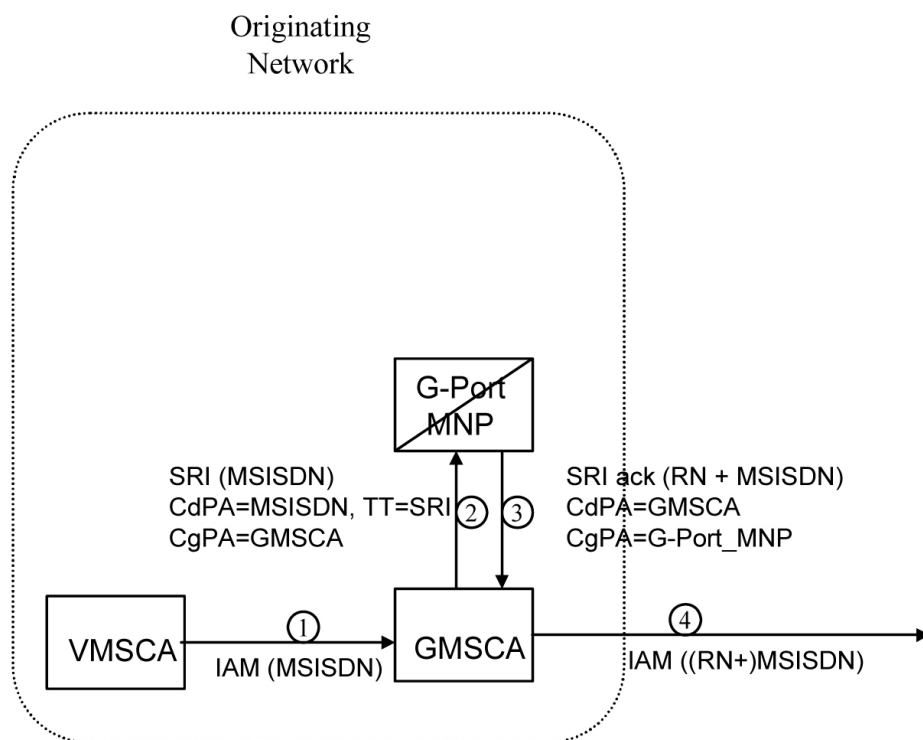 Originating
Network
G-Port
MNP
SRI (MSISDN)
CdPA=MSISDN, TT=SRI
CgPA=GMSCA
2
3
SRI ack (RN + MSISDN)
CdPA=GMSCA
CgPA=G-Port_MNP
VMSCA
1
IAM (MSISDN)
GMSCA
4
IAM ((RN+)MSISDN)